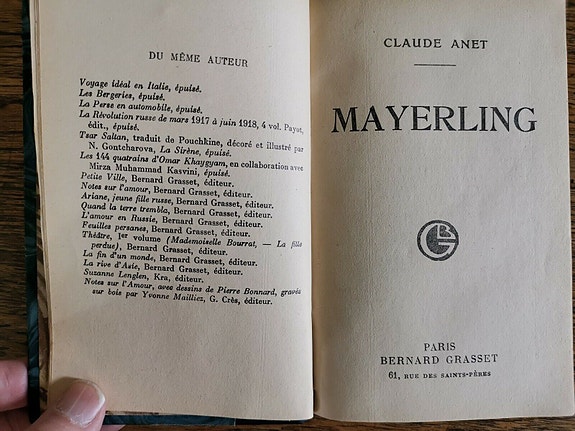 DU MÊME AUTEUR
Voyage idéal en Italie, épuisé.
Les Bergeries, épuisé.
La Perse en automobile, épuisé.
La Révolution russe de mars 1917 à juin 1918, 4 vol. Payot,
édit., épuisé.
Tsar Saltan, traduit de Pouchkine, décoré et illustré par
N. Gontcharova, La Sirène, épuisé.
Les 144 quatrains d'Omar Khayyam, en collaboration avec
Mirza Muhammad Kasvini, épuisé.
Petite Ville, Bernard Grasset, éditeur.
Notes sur l'amour, Bernard Grasset, éditeur.
Ariane, jeune fille russe, Bernard Grasset, éditeur.
Quand la terre trembla, Bernard Grasset, éditeur.
L'amour en Russie, Bernard Grasset, éditeur.
Feuilles persanes, Bernard Grasset, éditeur.
Théâtre, 1er volume (Mademoiselle Bourrat, — La fille
perdue), Bernard Grasset, éditeur.
La fin d'un monde, Bernard Grasset, éditeur.
La rive d'Asie, Bernard Grasset, éditeur.
Suzanne Lenglen, Kra, éditeur.
Notes sur l'Amour, avec dessins de Pierre Bonnard, gravés
sur bois par Yvonne Mailliez, G. Crès, éditeur.
CLAUDE ANET
MAYERLING
BG
PARIS
BERNARD GRASSET
61, RUE DES SAINTS-PÈRES